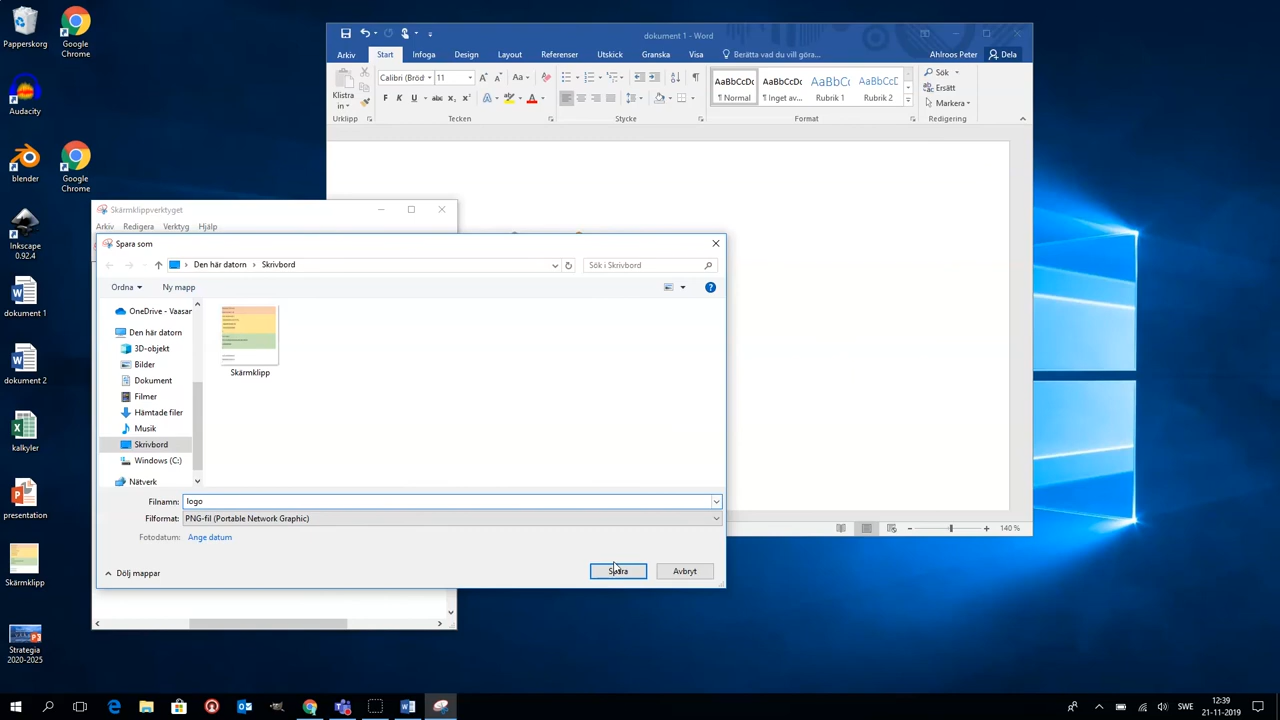 Papperskorg
Google
Chrome
Audacity
blender
Google
Chrome
Inkscape
0.92.4
dokument 1
dokument 2
kalkyler
presentation
Skärmklipp
Strategia
2020-2025
dokument 1 - Word
Arkiv Start Infoga Design Layout Referenser Utskick Granska Visa Berätta vad du vill göra... Ahlroos Peter Dela
Klistra
in
Calibri (Bröd 11
AaBbCcDc AaBbCcDc AaBbCc AaBbCcD
¶ Normal ¶ Inget av... Rubrik 1 Rubrik 2
Sök
Ersätt
Markera
Urklipp Tecken Stycke Format Redigering
140 %
Skärmklippverktyget
Arkiv Redigera Verktyg Hjälp
Spara som
Den här datorn Skrivbord
Sök i Skrivbord
Ordna Ny mapp
OneDrive - Vaasan
Den här datorn
3D-objekt
Bilder
Dokument
Filmer
Hämtade filer
Musik
Skrivbord
Windows (C:)
Nätverk
Skärmklipp
Filnamn: logo
Filformat: PNG-fil (Portable Network Graphic)
Fotodatum: Ange datum
Dölj mappar
Spara Avbryt
SWE
12:39
21-11-2019